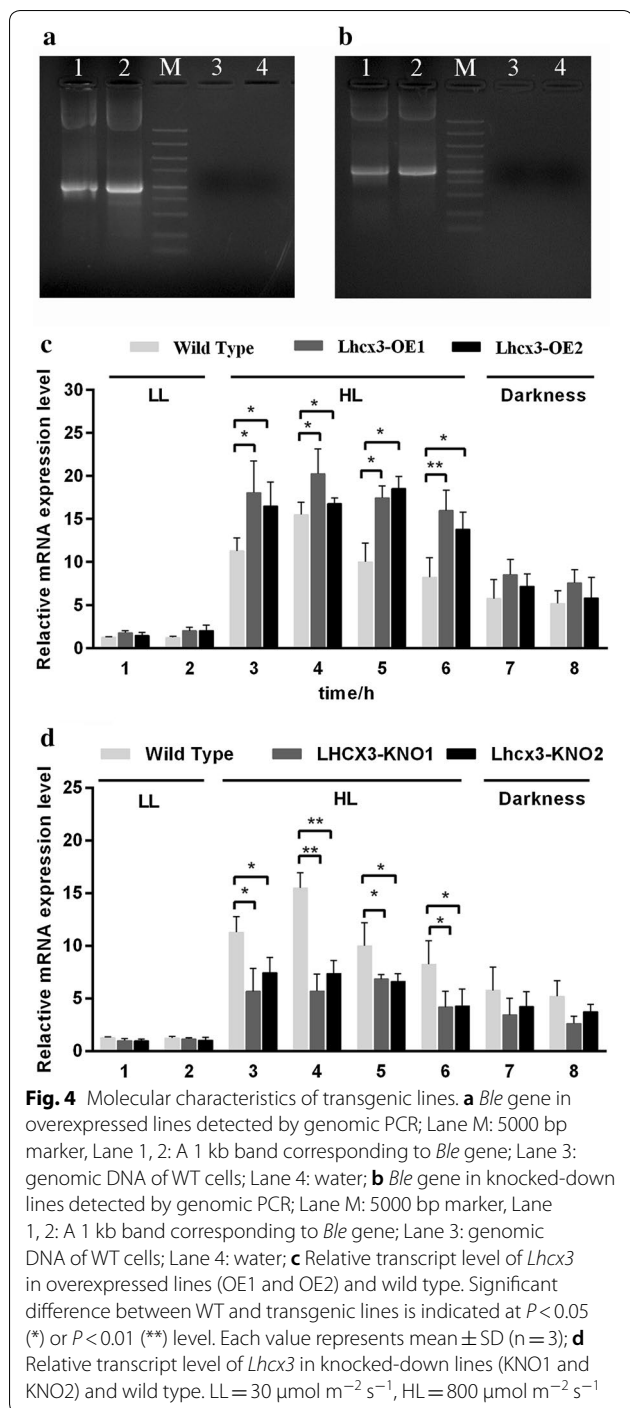 a
b
1 2 M 3 4
1 2 M 3 4
c
Wild Type Lhcx3-OE1 Lhcx3-OE2
LL HL Darkness
Relactive mRNA expression level
30
25
20
15
10
5
0
* * * * * * * **
1 2 3 4 5 6 7 8
time/h
d
Wild Type LHCX3-KNO1 Lhcx3-KNO2
LL HL Darkness
Relactive mRNA expression level
25
20
15
10
5
0
* * ** ** * * * *
1 2 3 4 5 6 7 8
Fig. 4 Molecular characteristics of transgenic lines. a Ble gene in
overexpressed lines detected by genomic PCR; Lane M: 5000 bp
marker, Lane 1, 2: A 1 kb band corresponding to Ble gene; Lane 3:
genomic DNA of WT cells; Lane 4: water; b Ble gene in knocked-down
lines detected by genomic PCR; Lane M: 5000 bp marker, Lane
1, 2: A 1 kb band corresponding to Ble gene; Lane 3: genomic
DNA of WT cells; Lane 4: water; c Relative transcript level of Lhcx3
in overexpressed lines (OE1 and OE2) and wild type. Significant
difference between WT and transgenic lines is indicated at P < 0.05
(*) or P < 0.01 (**) level. Each value represents mean ± SD (n = 3); d
Relative transcript level of Lhcx3 in knocked-down lines (KNO1 and
KNO2) and wild type. LL = 30 μmol m−2 s−1, HL = 800 μmol m−2 s−1